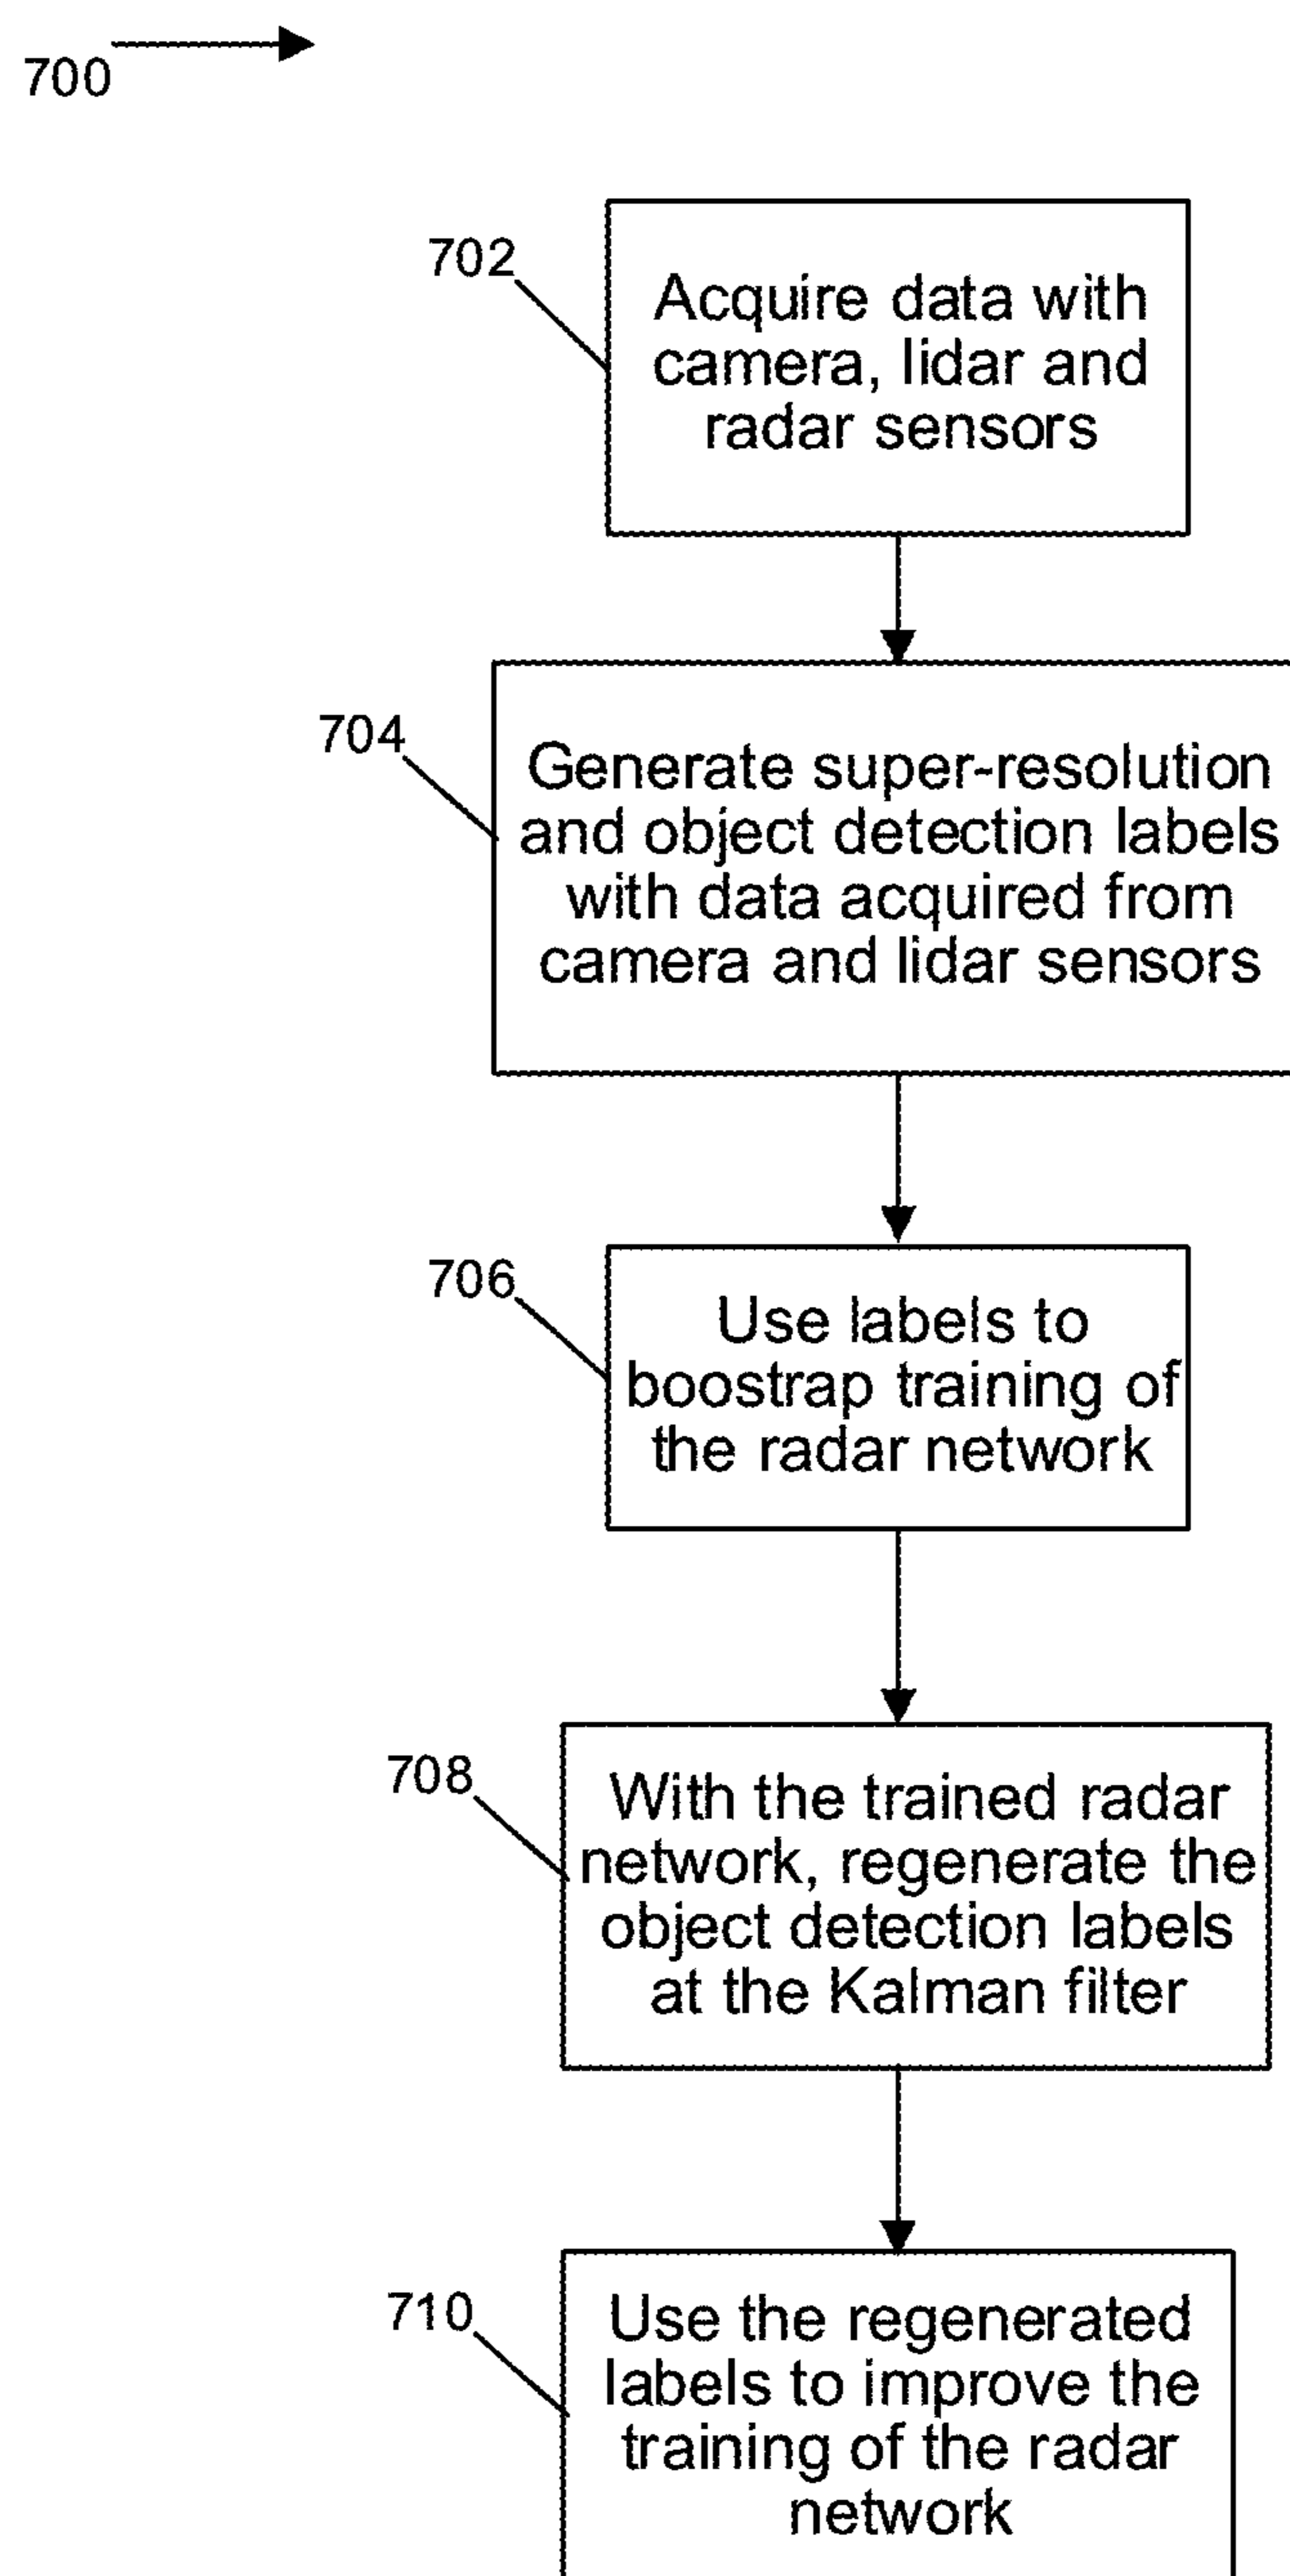 700
702
Acquire data with
camera, lidar and
radar sensors
704
Generate super-resolution
and object detection labels
with data acquired from
camera and lidar sensors
706
Use labels to
boostrap training of
the radar network
708
With the trained radar
network, regenerate the
object detection labels
at the Kalman filter
710
Use the regenerated
labels to improve the
training of the radar
network